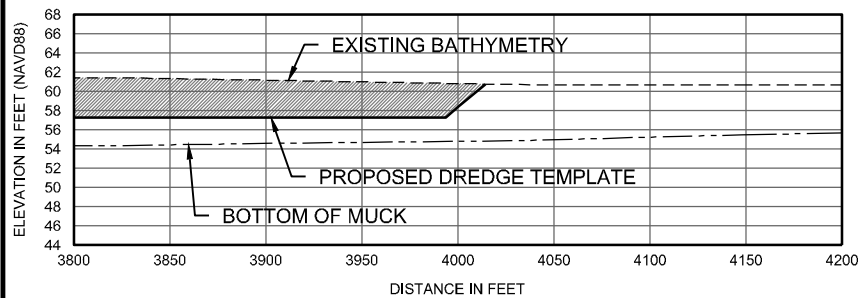 ELEVATION IN FEET (NAVD88)
68
66
64
62
60
58
56
54
52
50
48
46
44
EXISTING BATHYMETRY
PROPOSED DREDGE TEMPLATE
BOTTOM OF MUCK
3800 3850 3900 3950 4000 4050 4100 4150 4200
DISTANCE IN FEET